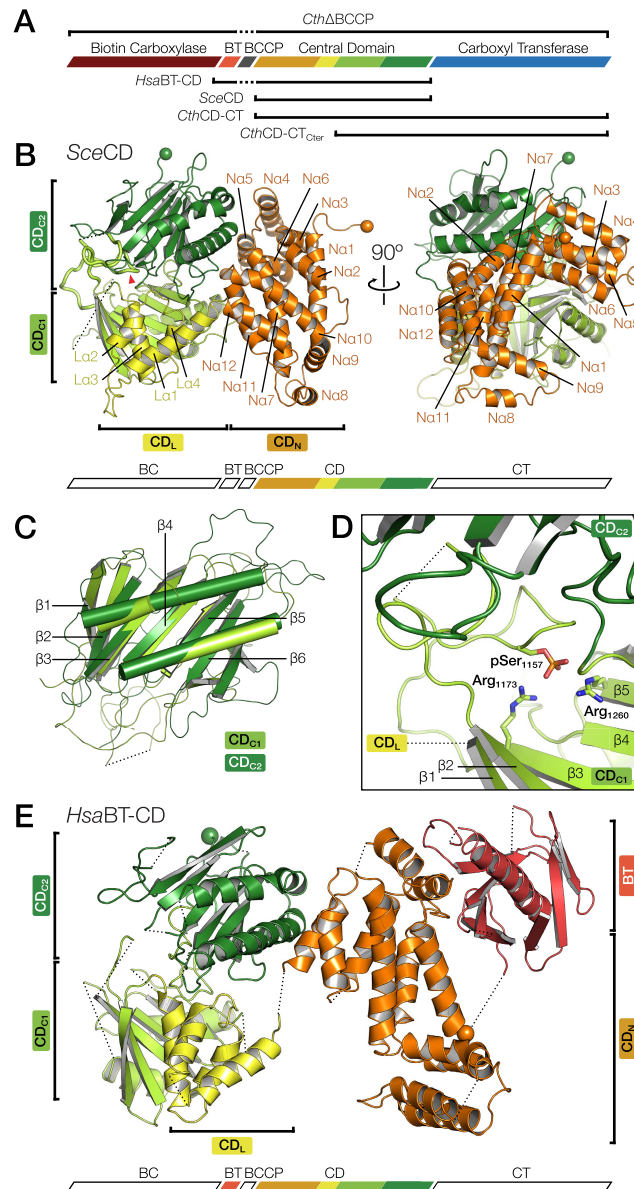 A
CthΔBCCP
Biotin Carboxylase BT BCCP Central Domain Carboxyl Transferase
HsaBT-CD
SceCD
CthCD-CT
CthCD-CTCter
B
SceCD
CDC2
CDC1
Nα5 Nα4 Nα6
Nα3
Nα1
Nα2
Nα10
Nα9
Nα8
Nα12
Nα11
Nα7
Lα2
Lα3
Lα1
Lα4
CDL
CDN
90º
Nα7
Nα2
Nα3
Nα4
Nα6
Nα5
Nα10
Nα12
Nα1
Nα9
Nα11
Nα8
BC BT BCCP CD CT
C
β4
β1
β2
β3
β5
β6
CDC1
CDC2
D
CDC2
pSer1157
Arg1173
Arg1260
β5
β4
CDL
β2
β1
β3
CDC1
E
HsaBT-CD
CDC2
CDC1
BT
CDN
CDL
BC BT BCCP CD CT